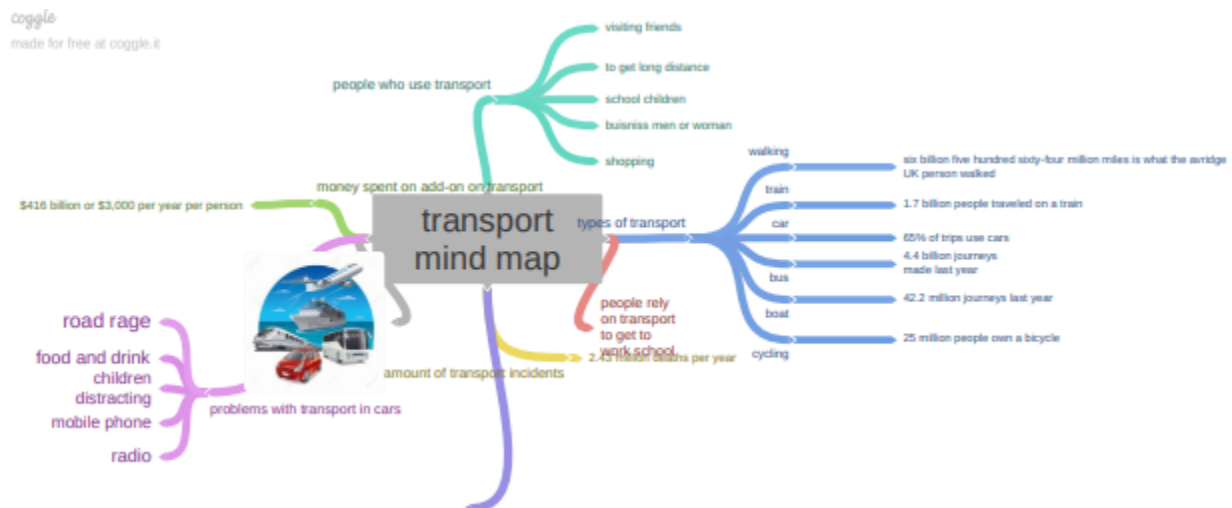 coggle
made for free at coggle.it
visiting friends
people who use transport
to get long distance
school children
buisniss men or woman
shopping
money spent on add-on on transport
$416 billion or $3,000 per year per person
transport
mind map
types of transport
walking
six billion five hundred sixty-four million miles is what the avridge
UK person walked
train
1.7 billion people traveled on a train
car
65% of trips use cars
4.4 billion journeys
made last year
bus
42.2 million journeys last year
boat
25 million people own a bicycle
cycling
people rely
on transport
to get to
work school
million deaths per year
amount of transport incidents
road rage
food and drink
children
distracting
mobile phone
radio
problems with transport in cars